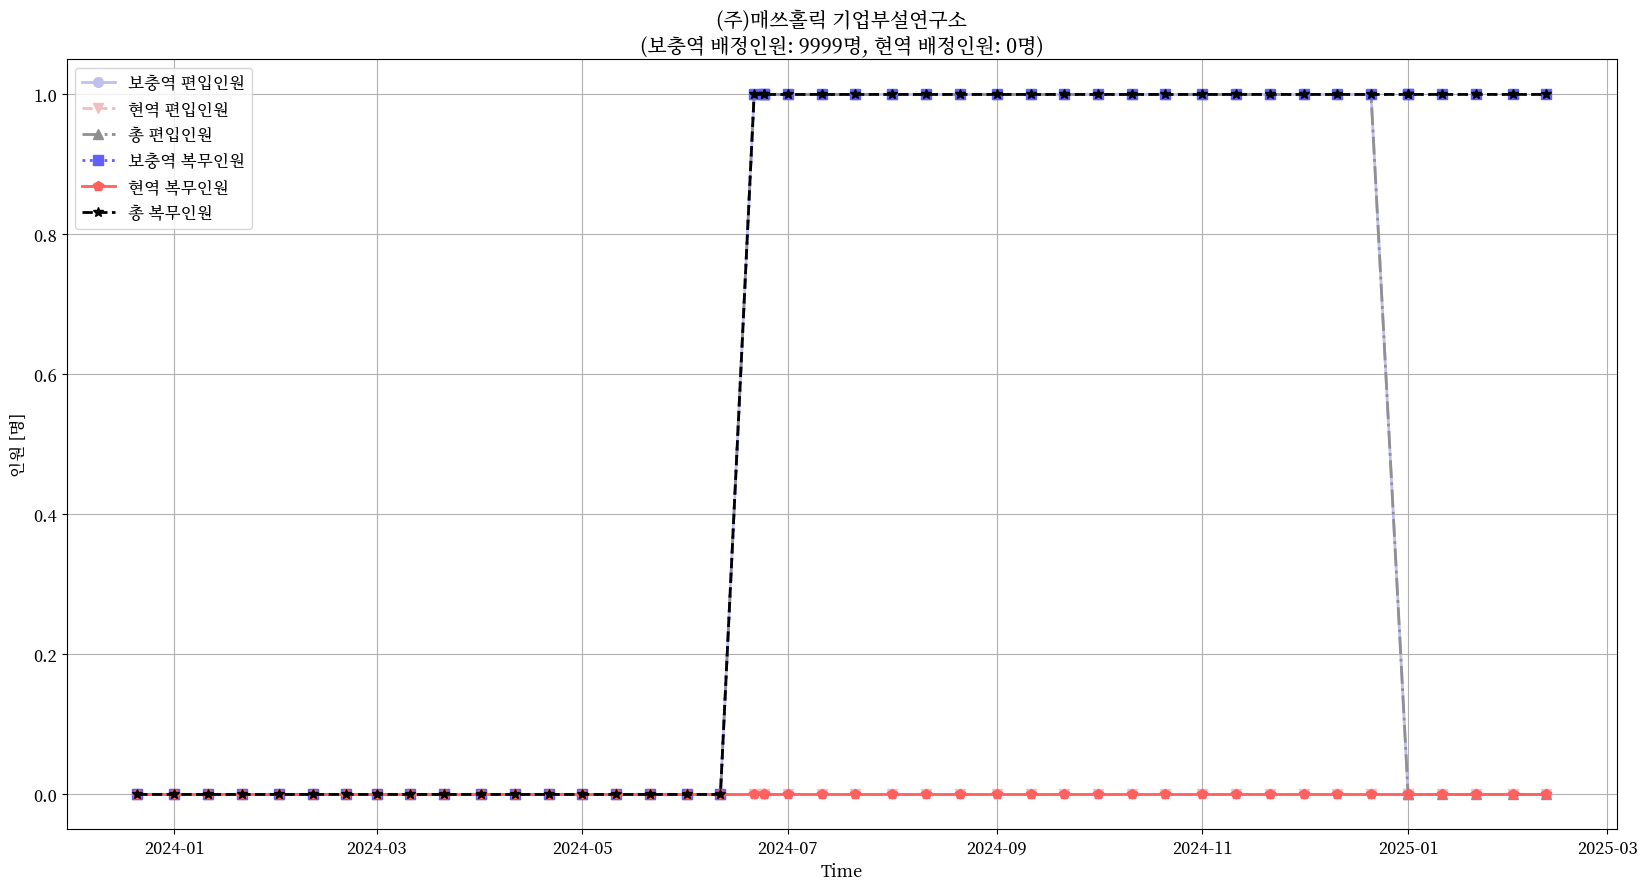 (주)매쓰홀릭 기업부설연구소
(보충역 배정인원: 9999명, 현역 배정인원: 0명)
보충역 편입인원
현역 편입인원
총 편입인원
보충역 복무인원
현역 복무인원
총 복무인원
1.0
0.8
0.6
0.4
0.2
0.0
인원 [명]
2024-01
2024-03
2024-05
2024-07
2024-09
2024-11
2025-01
2025-03
Time